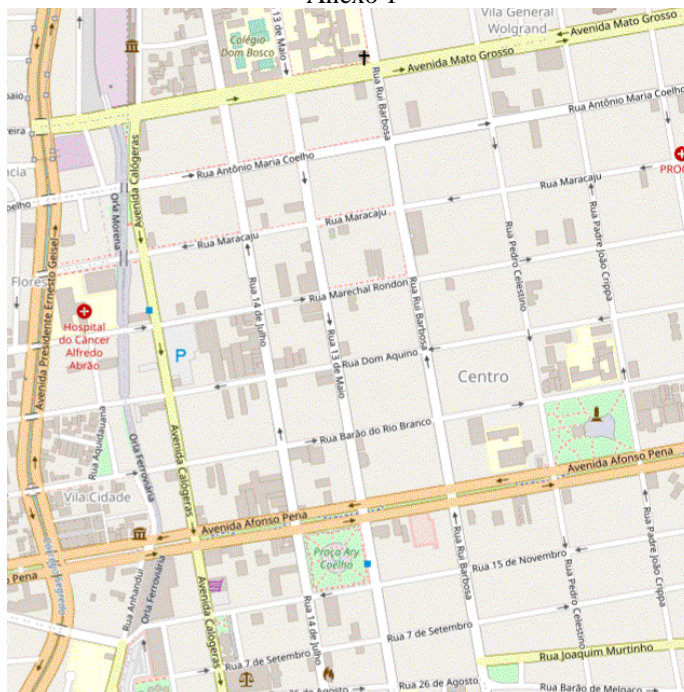 Anexo 1
Vila General
Wolgrand
Avenida Mato Grosso
Colégio
Dom Bosco
13 de Maio
Avenida Mato Grosso
Rua Rui Barbosa
Rua Antônio Maria Coelho
Rua Antônio Maria Coelho
Avenida Calógeras
Orla Morena
Rua Maracaju
Rua Maracaju
Rua Maracaju
Rua Padre João Crippa
Rua Pedro Celestino
Flores
Avenida Presidente Ernesto Geisel
Rua Marechal Rondon
Rua Rui Barbosa
Rua 14 de Julho
Hospital
do Câncer
Alfredo
Abrão
P
Rua 13 de Maio
Rua Dom Aquino
Centro
Rua Aquidauana
Orla Ferroviária
Avenida Calógeras
Rua Barão do Rio Branco
Vila Cidade
Avenida Afonso Pena
Avenida Afonso Pena
Pena
Praça Ary
Coelho
Rua Rui Barbosa
Rua 15 de Novembro
Rua Padre João Crippa
Rua Pedro Celestino
Rua Anhanduí
Orla Ferroviária
Avenida Calógeras
Rua 14 de Julho
Rua 7 de Setembro
Rua 7 de Setembro
Rua Joaquim Murtinho
26 de Agosto
Rua 26 de Agosto
Rua Barão de Melgaço